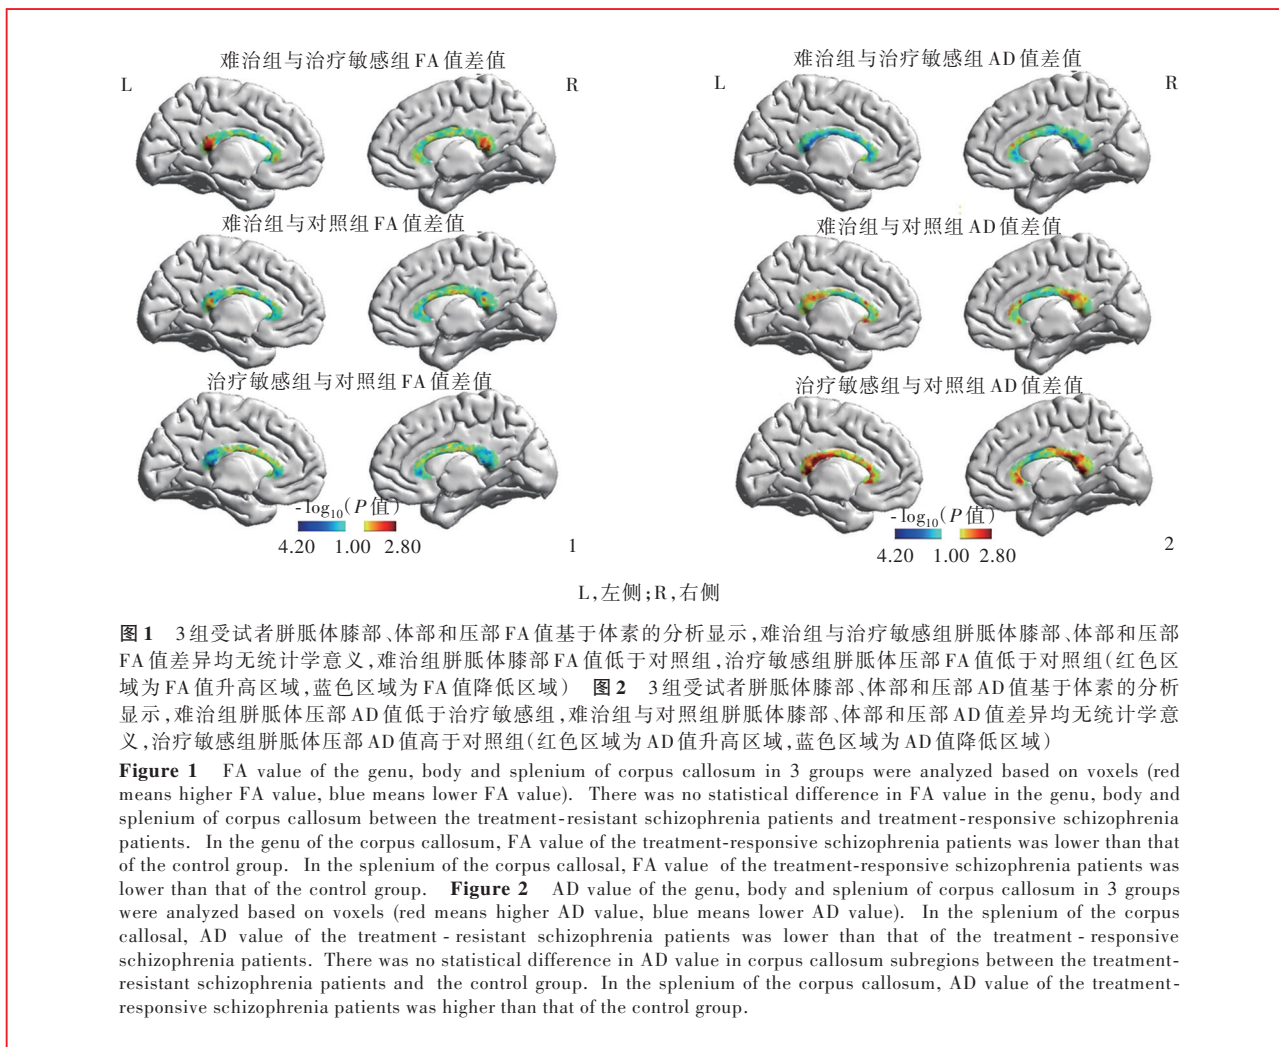 难治组与治疗敏感组FA值差值
L
R
难治组与对照组FA值差值
治疗敏感组与对照组FA值差值
-log10(P值)
4.20 1.00 2.80
1
难治组与治疗敏感组AD值差值
L
R
难治组与对照组AD值差值
治疗敏感组与对照组AD值差值
-log10(P值)
4.20 1.00 2.80
2
L,左侧;R,右侧
图1 3组受试者胼胝体膝部、体部和压部FA值基于体素的分析显示,难治组与治疗敏感组胼胝体膝部、体部和压部
FA值差异均无统计学意义,难治组胼胝体膝部FA值低于对照组,治疗敏感组胼胝体压部FA值低于对照组(红色区
域为FA值升高区域,蓝色区域为FA值降低区域) 图2 3组受试者胼胝体膝部、体部和压部AD值基于体素的分析
显示,难治组胼胝体压部AD值低于治疗敏感组,难治组与对照组胼胝体膝部、体部和压部AD值差异均无统计学意
义,治疗敏感组胼胝体压部AD值高于对照组(红色区域为AD值升高区域,蓝色区域为AD值降低区域)
Figure 1 FA value of the genu, body and splenium of corpus callosum in 3 groups were analyzed based on voxels (red
means higher FA value, blue means lower FA value). There was no statistical difference in FA value in the genu, body and
splenium of corpus callosum between the treatment-resistant schizophrenia patients and treatment-responsive schizophrenia
patients. In the genu of the corpus callosum, FA value of the treatment-responsive schizophrenia patients was lower than that
of the control group. In the splenium of the corpus callosal, FA value of the treatment-responsive schizophrenia patients was
lower than that of the control group. Figure 2 AD value of the genu, body and splenium of corpus callosum in 3 groups
were analyzed based on voxels (red means higher AD value, blue means lower AD value). In the splenium of the corpus
callosal, AD value of the treatment-resistant schizophrenia patients was lower than that of the treatment-responsive
schizophrenia patients. There was no statistical difference in AD value in corpus callosum subregions between the treatment-
resistant schizophrenia patients and the control group. In the splenium of the corpus callosum, AD value of the treatment-
responsive schizophrenia patients was higher than that of the control group.